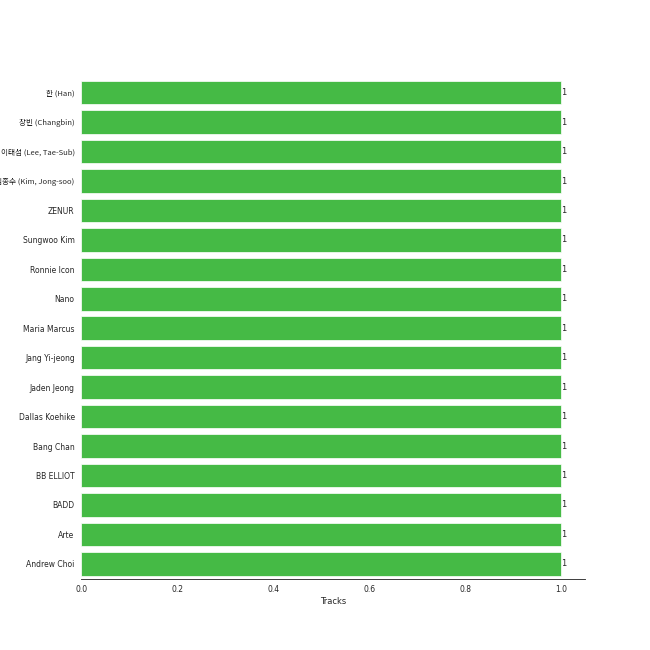 한 (Han) 1
창빈 (Changbin) 1
이태섭 (Lee, Tae-Sub) 1
김종수 (Kim, Jong-soo) 1
ZENUR 1
Sungwoo Kim 1
Ronnie Icon 1
Nano 1
Maria Marcus 1
Jang Yi-jeong 1
Jaden Jeong 1
Dallas Koehike 1
Bang Chan 1
BB ELLIOT 1
BADD 1
Arte 1
Andrew Choi 1
0.0 0.2 0.4 0.6 0.8 1.0
Tracks